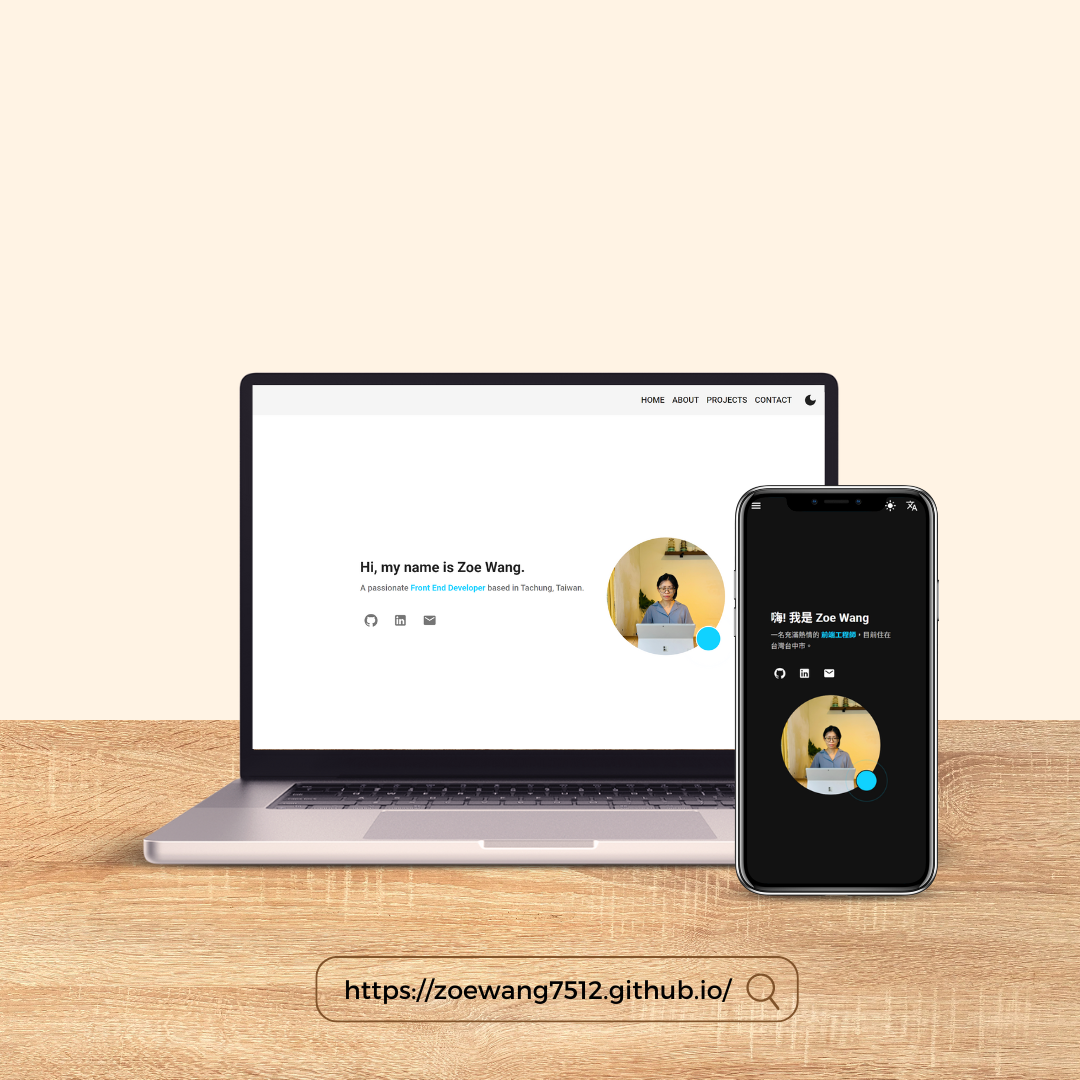 HOME ABOUT PROJECTS CONTACT
Hi, my name is Zoe Wang.
A passionate Front End Developer based in Tachung, Taiwan.
嗨! 我是 Zoe Wang
一名充滿熱情的 前端工程師，目前住在
台灣台中市。
https://zoewang7512.github.io/